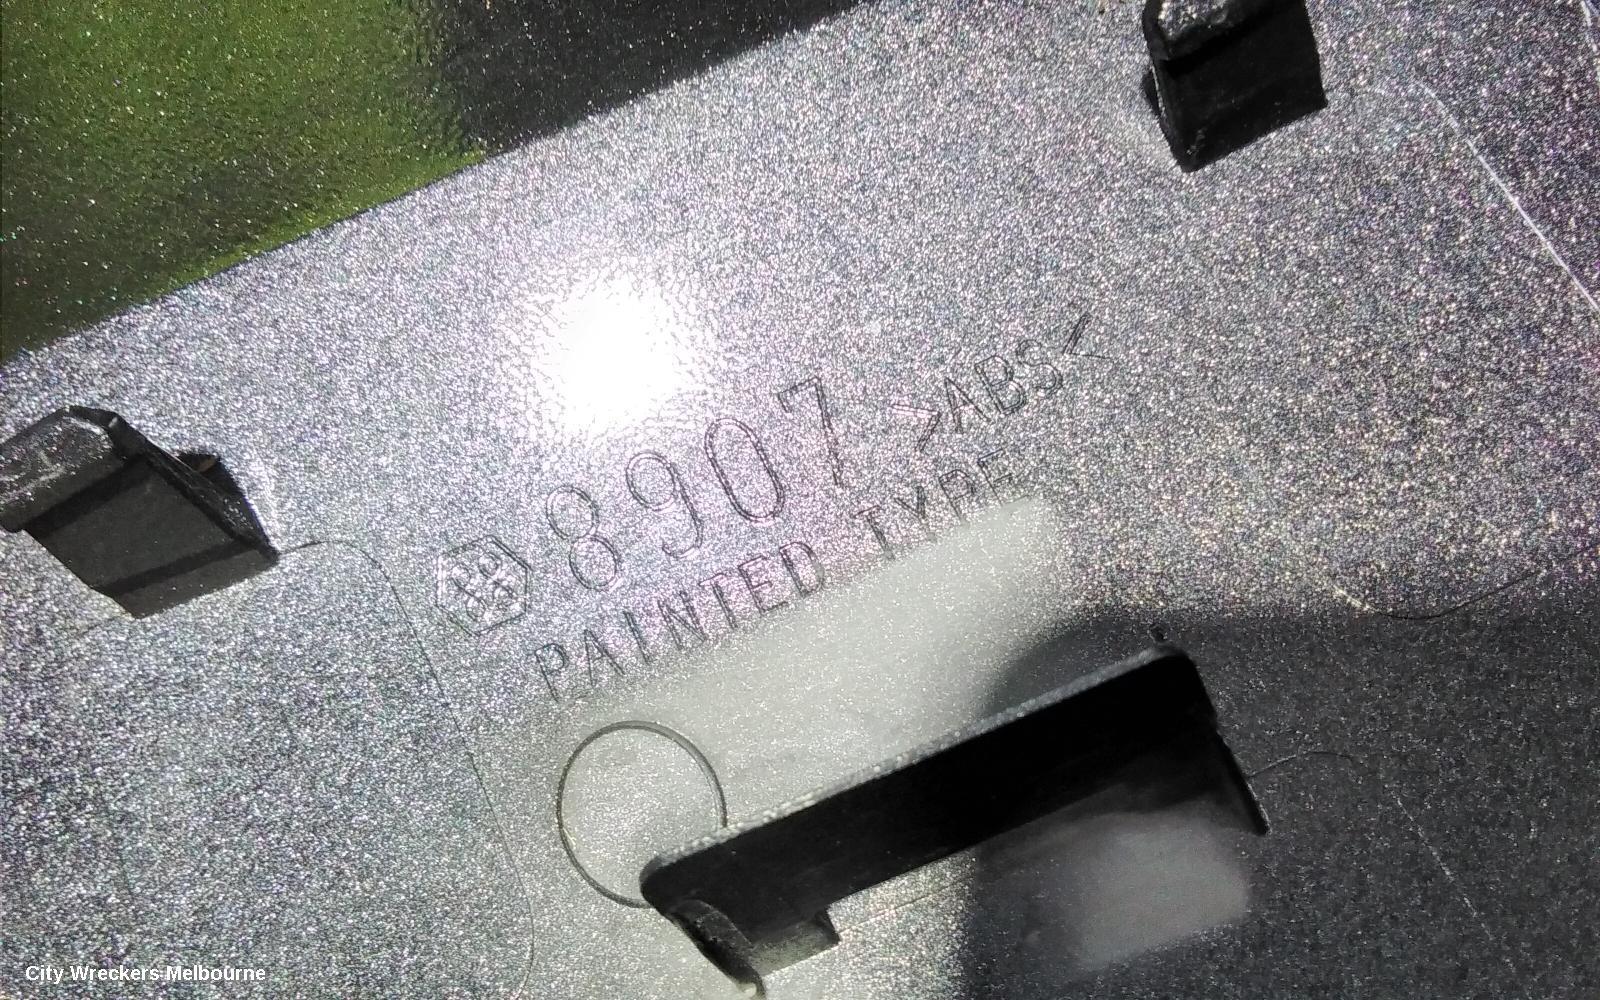 8907 >ABS<
PAINTED TYPE
City Wreckers Melbourne